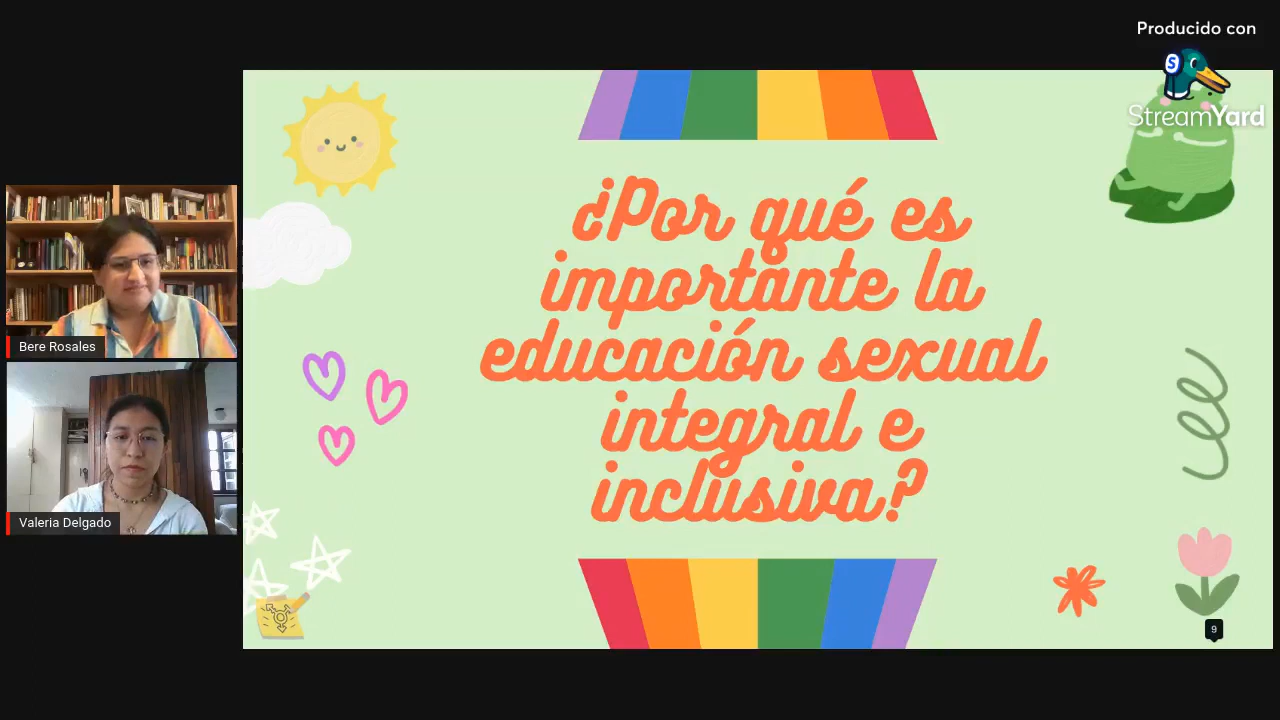 Producido con
S
StreamYard
¿Por qué es
importante la
educación sexual
integral e
inclusiva?
Bere Rosales
Valeria Delgado
9